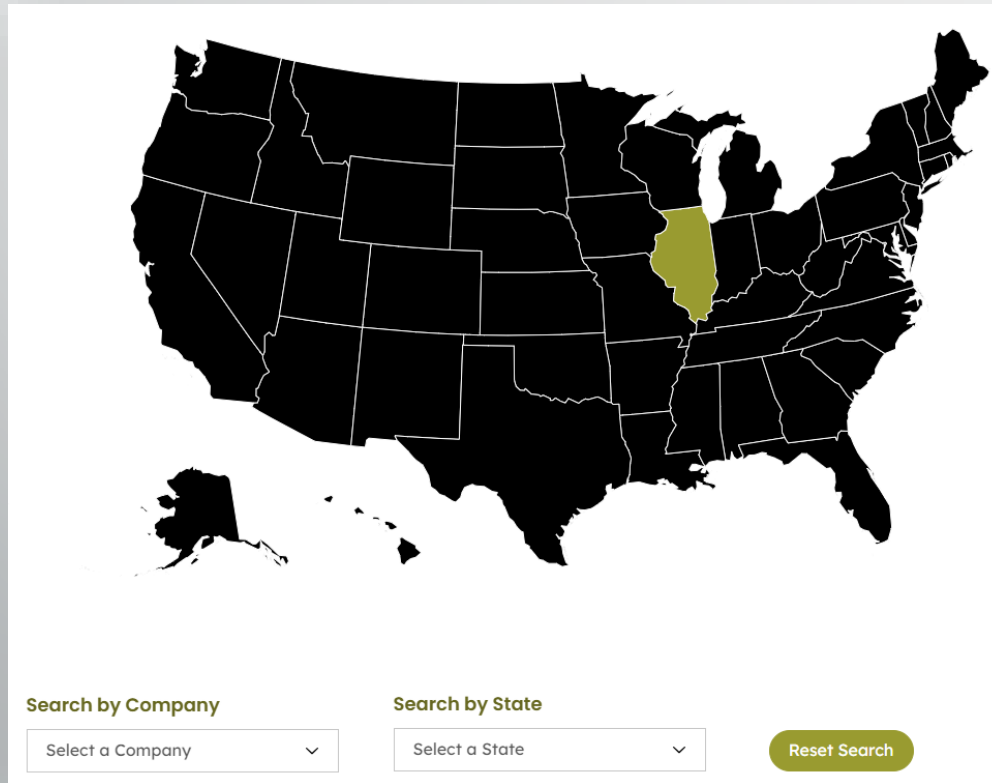 Search by Company
Search by State
Select a Company
Select a State
Reset Search